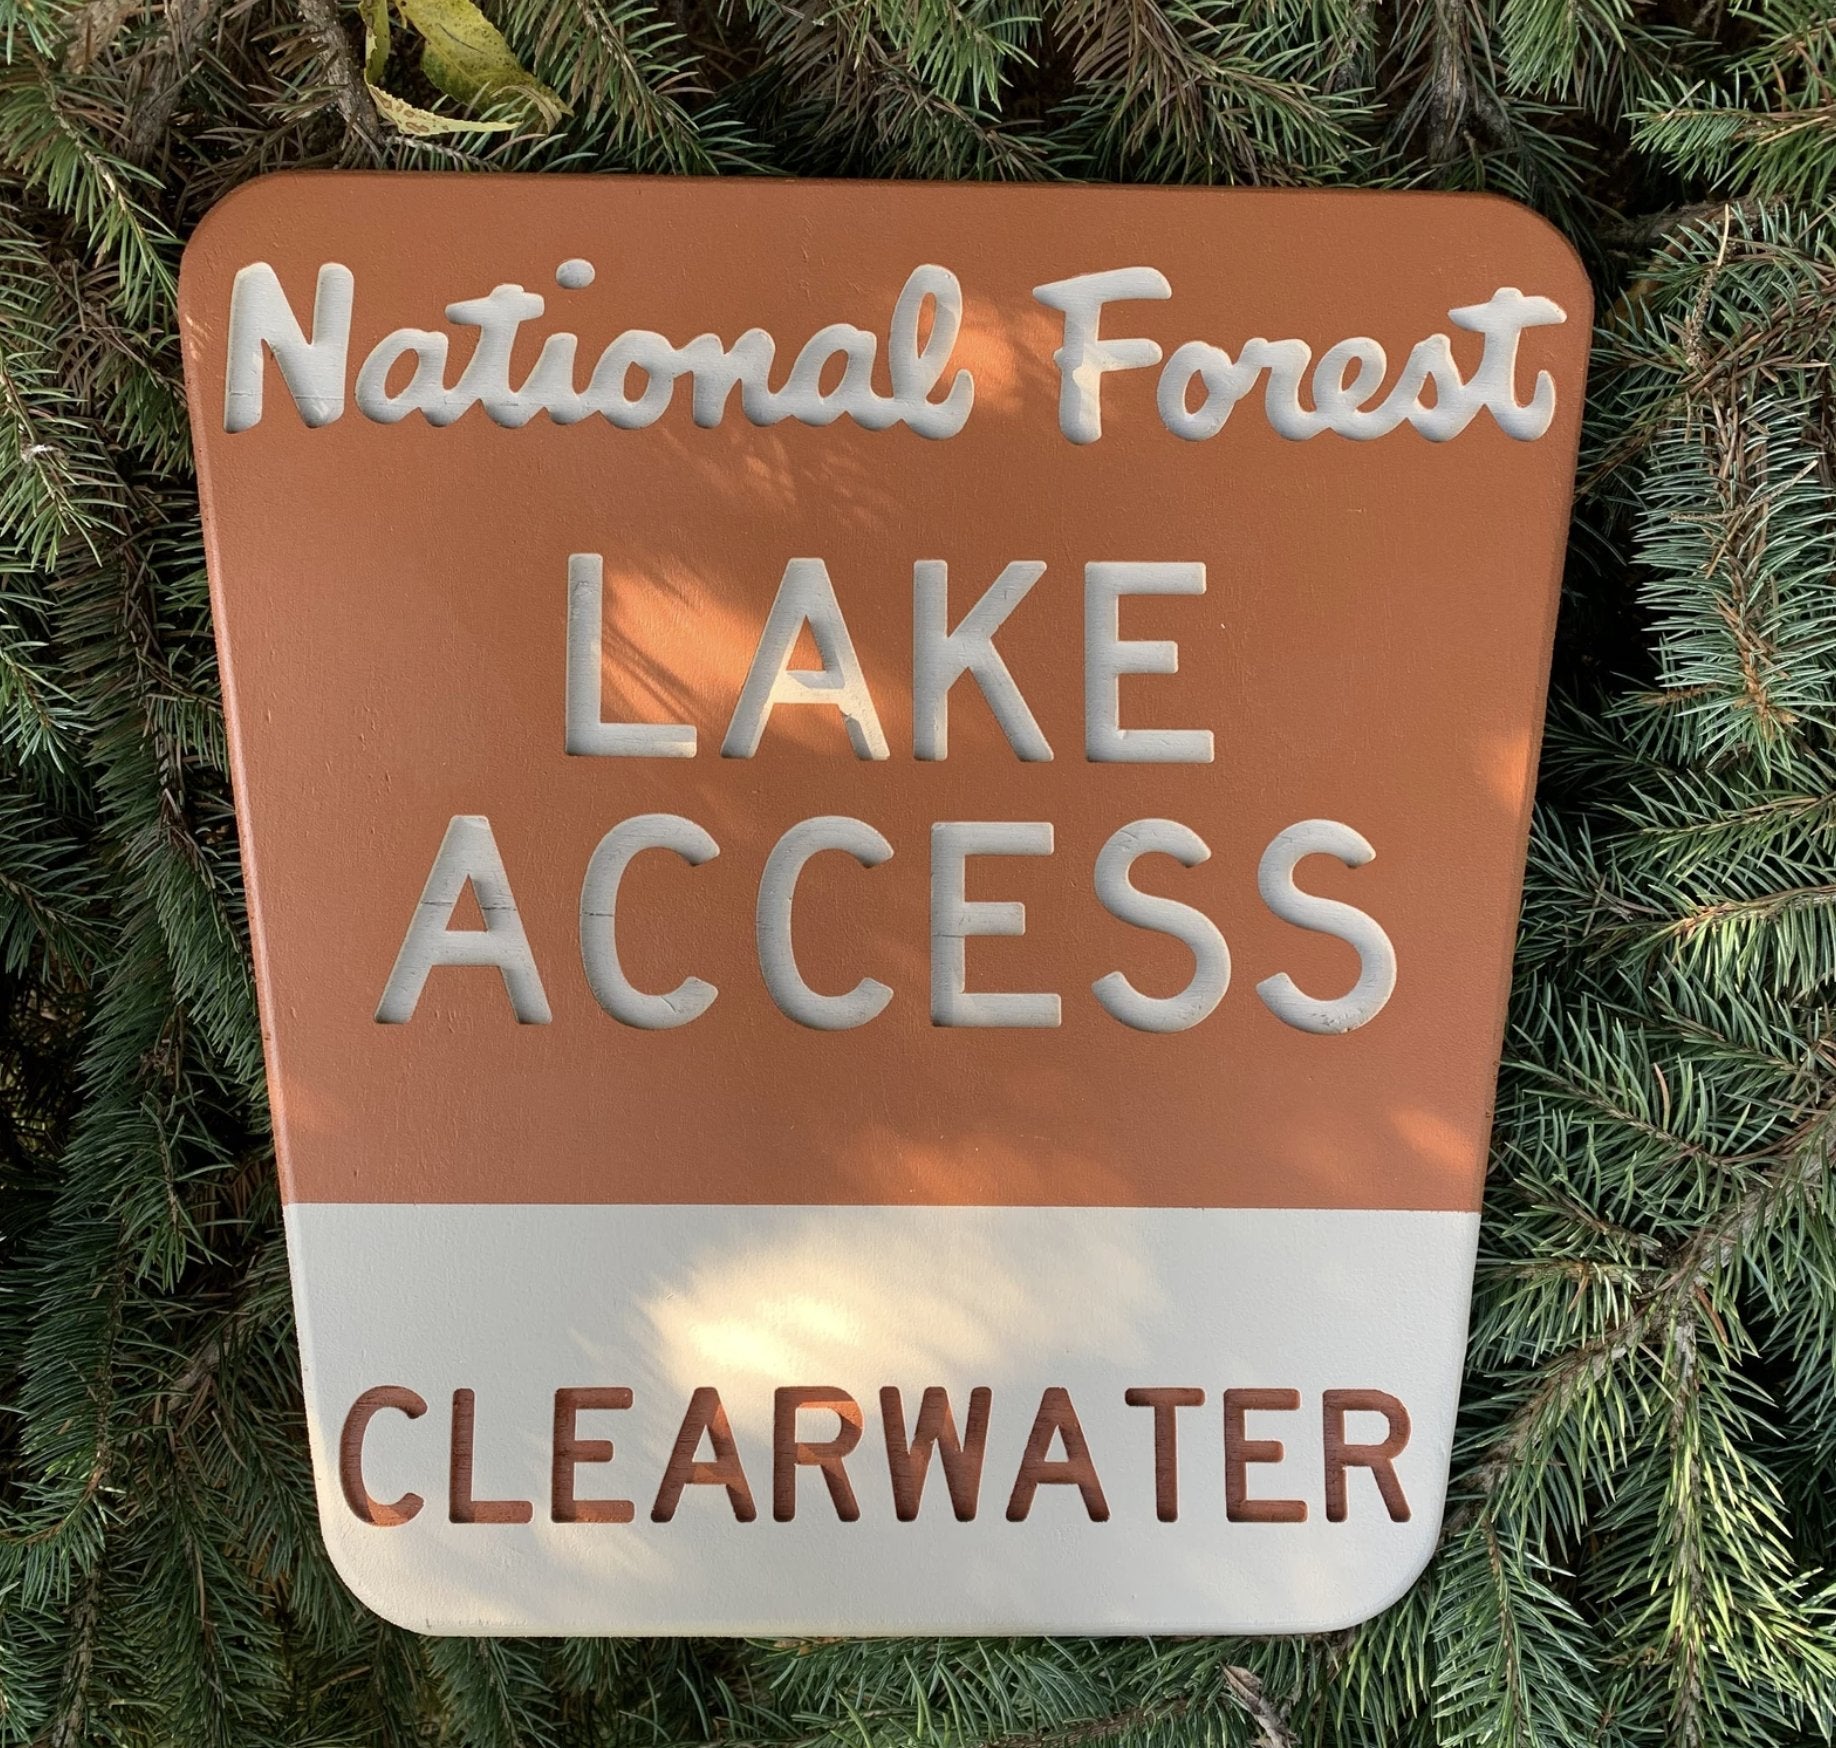 National Forest
LAKE
ACCESS
CLEARWATER